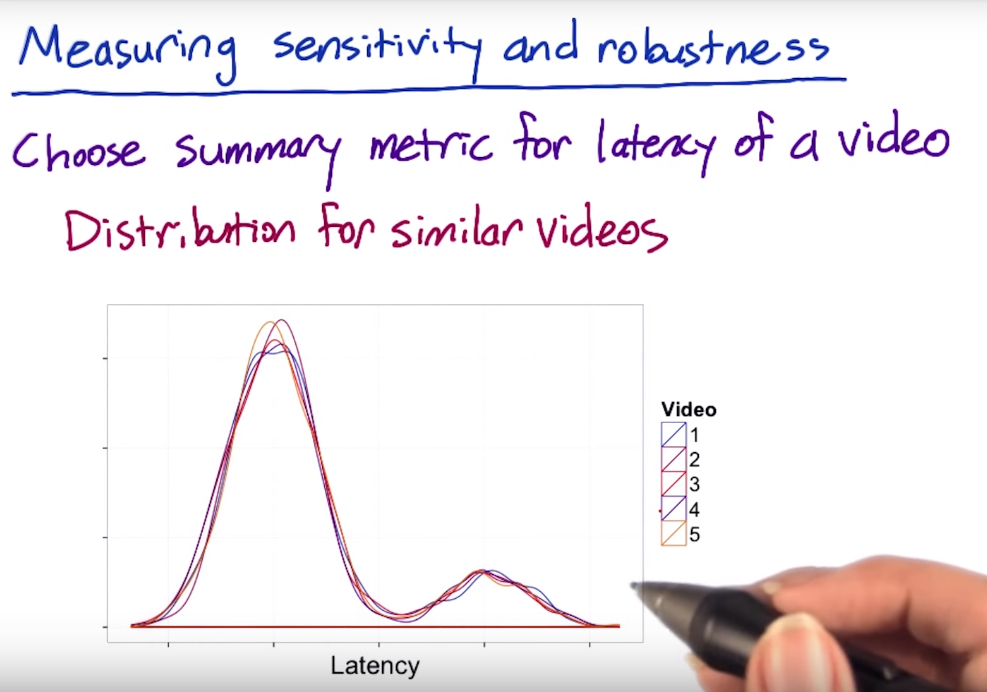 Measuring sensitivity and robustness
Choose summary metric for latency of a video
Distribution for similar videos
Video
1
2
3
4
5
Latency